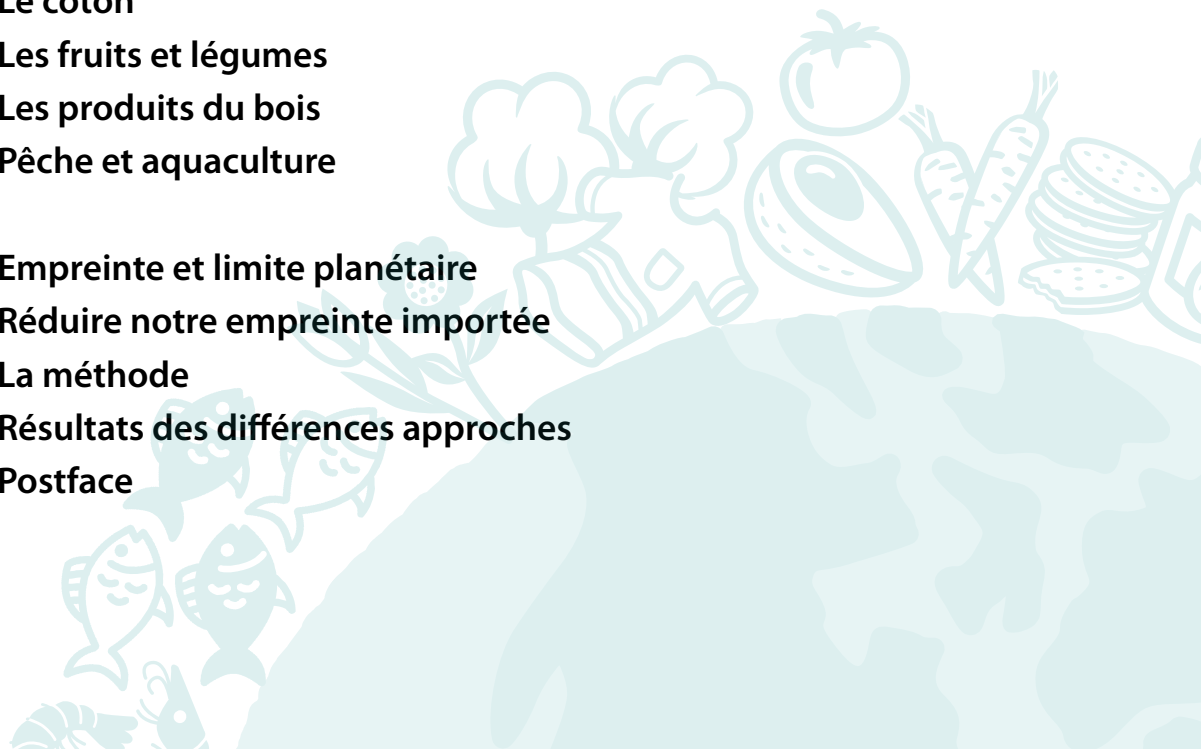 Le coton
Les fruits et légumes
Les produits du bois
Pêche et aquaculture
Empreinte et limite planétaire
Réduire notre empreinte importée
La méthode
Résultats des différences approches
Postface